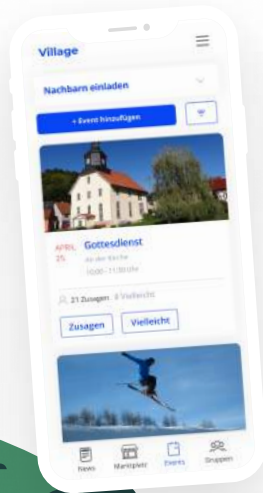 Village
Nachbarn einladen
+ Event hinzufügen
APRIL
25
Gottesdienst
An der Kirche
10:00 - 11:30 Uhr
21 Zusagen 8 Vielleicht
Zusagen
Vielleicht
News Marktplatz Events Gruppen